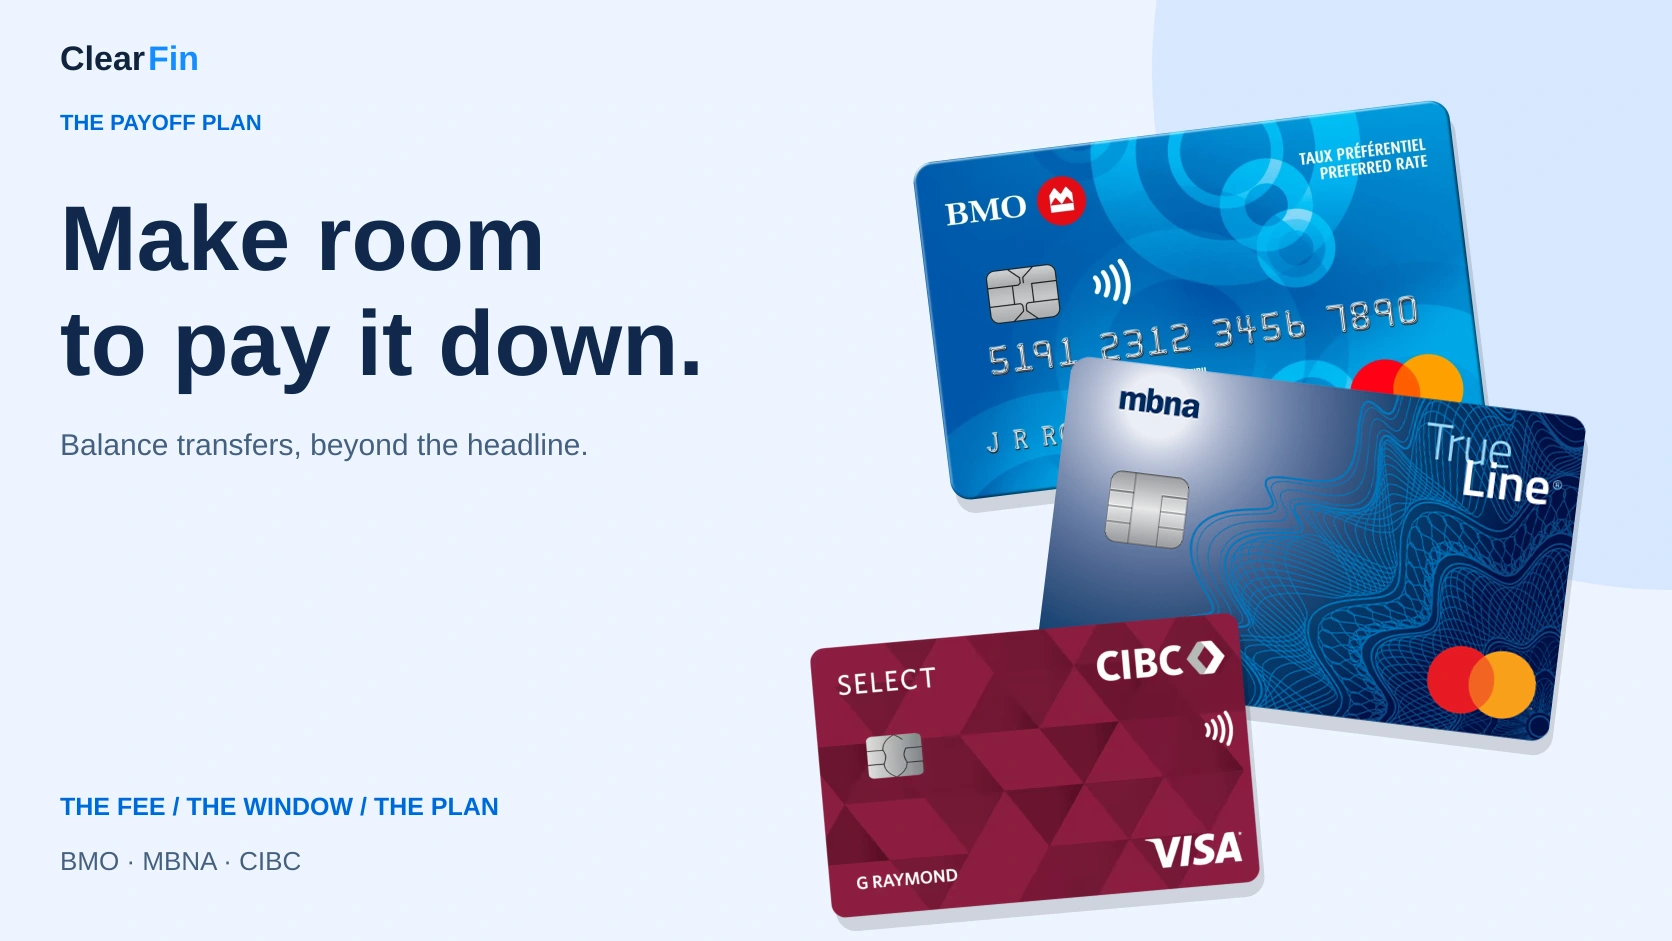 ClearFin
THE PAYOFF PLAN
Make room
to pay it down.
Balance transfers, beyond the headline.
THE FEE / THE WINDOW / THE PLAN
BMO · MBNA · CIBC
BMO
TAUX PRÉFÉRENTIEL
PREFERRED RATE
5191 2312 3456 7890
J R
mbna
True
Line®
SELECT
CIBC
VISA
G RAYMOND